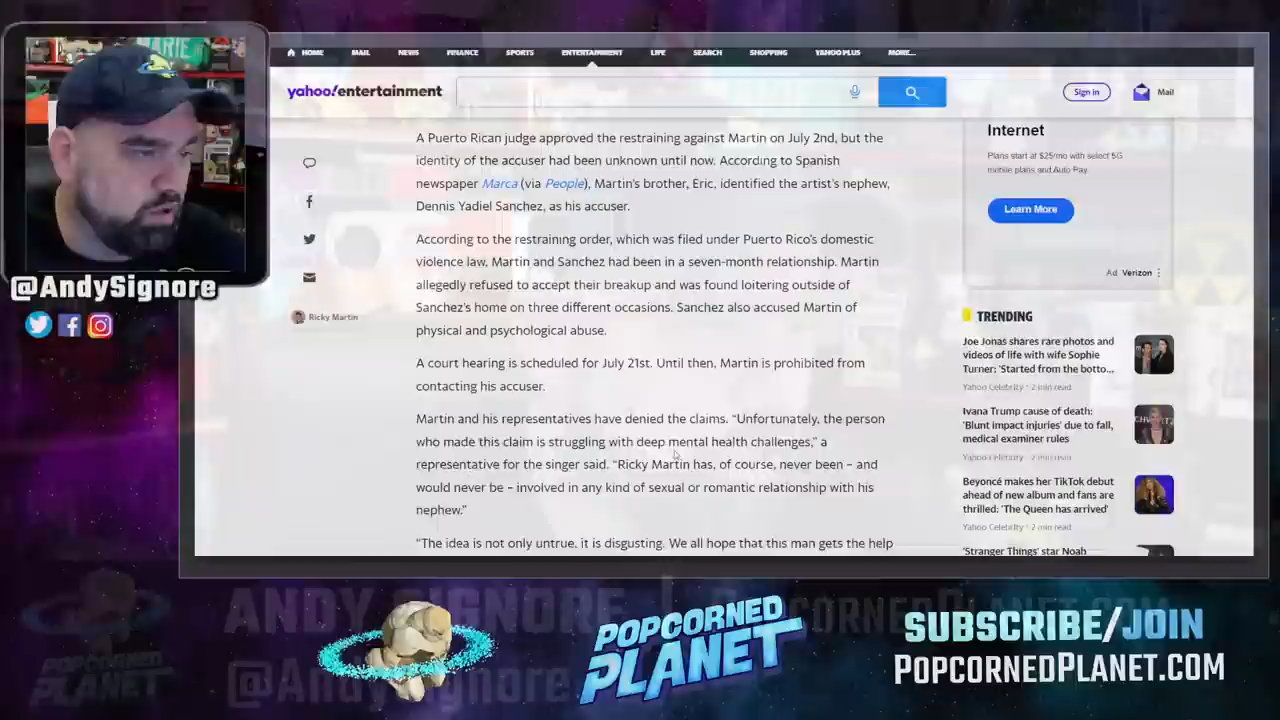 HOME MAIL NEWS FINANCE SPORTS ENTERTAINMENT LIFE SEARCH SHOPPING YAHOO PLUS MORE...
yahoo!entertainment
Sign in
Mail
A Puerto Rican judge approved the restraining against Martin on July 2nd, but the
identity of the accuser had been unknown until now. According to Spanish
newspaper Marca (via People), Martin's brother, Eric, identified the artist's nephew,
Dennis Yadiel Sanchez, as his accuser.
According to the restraining order, which was filed under Puerto Rico's domestic
violence law, Martin and Sanchez had been in a seven-month relationship. Martin
allegedly refused to accept their breakup and was found loitering outside of
Sanchez's home on three different occasions. Sanchez also accused Martin of
physical and psychological abuse.
A court hearing is scheduled for July 21st. Until then, Martin is prohibited from
contacting his accuser.
Martin and his representatives have denied the claims. “Unfortunately, the person
who made this claim is struggling with deep mental health challenges,” a
representative for the singer said. “Ricky Martin has, of course, never been – and
would never be – involved in any kind of sexual or romantic relationship with his
nephew.”
“The idea is not only untrue, it is disgusting. We all hope that this man gets the help
Ricky Martin
Internet
Plans start at $25/mo with select 5G
mobile plans and Auto Pay.
Learn More
Ad Verizon
TRENDING
Joe Jonas shares rare photos and
videos of life with wife Sophie
Turner: 'Started from the botto...
Yahoo Celebrity · 2 min read
Ivana Trump cause of death:
'Blunt impact injuries' due to fall,
medical examiner rules
Yahoo Celebrity · 2 min read
Beyoncé makes her TikTok debut
ahead of new album and fans are
thrilled: 'The Queen has arrived'
Yahoo Celebrity · 2 min read
'Stranger Things' star Noah
@AndySignore
ANDY SIGNORE
POPCORNED
PLANET
SUBSCRIBE/JOIN
POPCORNEDPLANET.COM